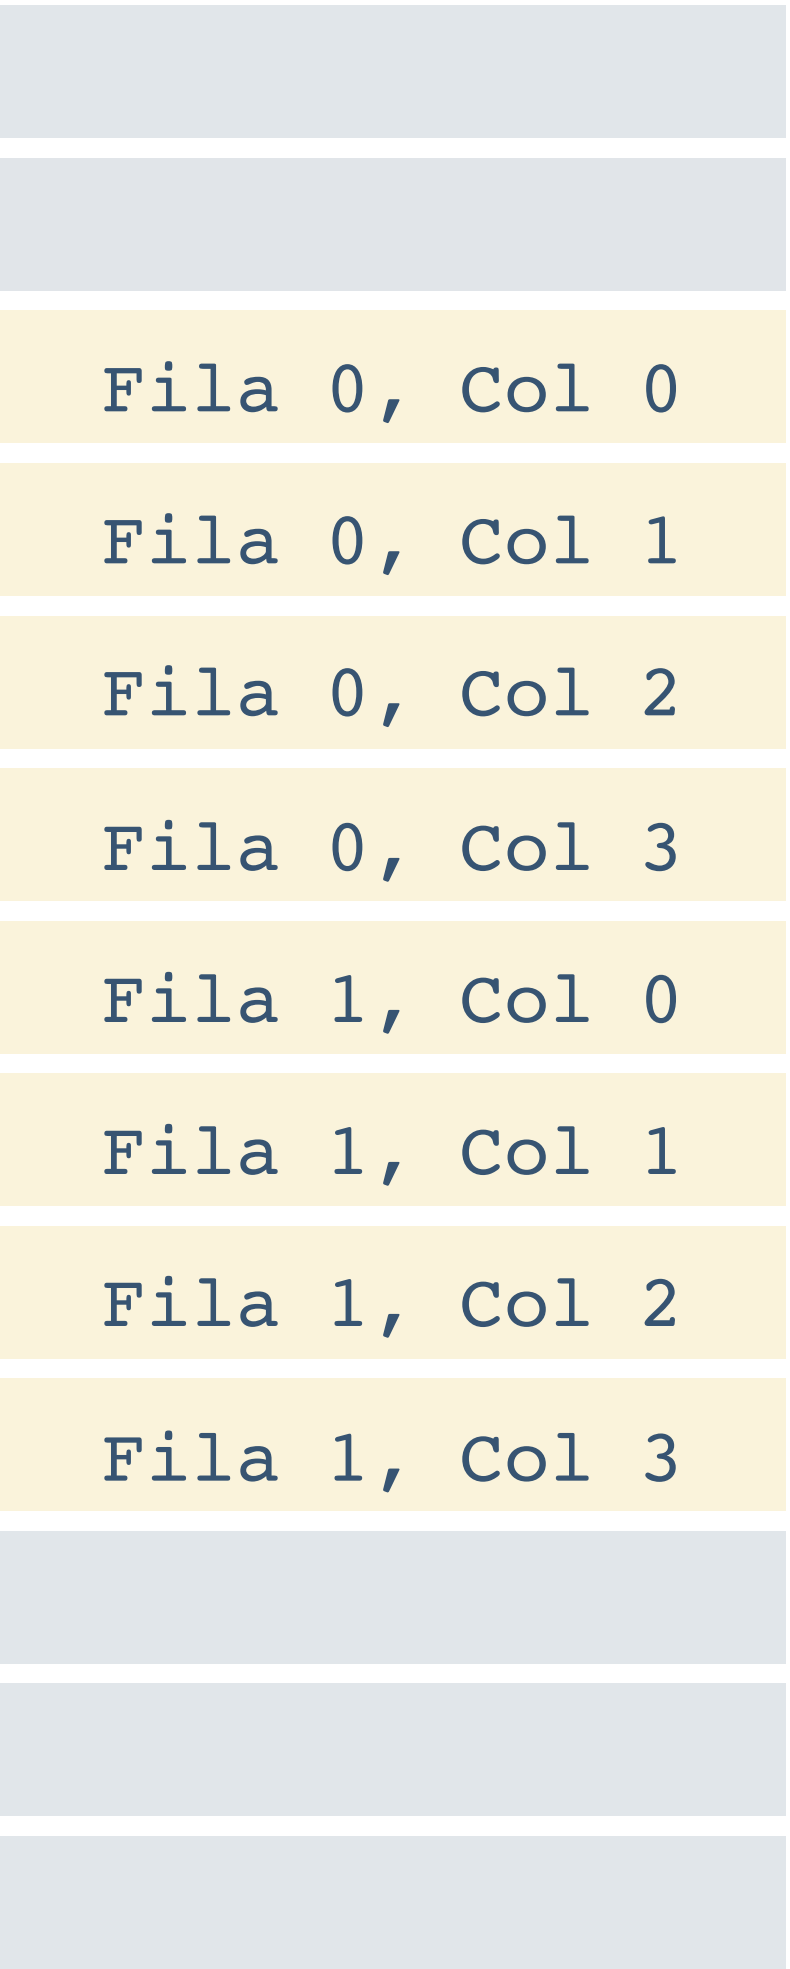 Fila 0, Col 0
Fila 0, Col 1
Fila 0, Col 2
Fila 0, Col 3
Fila 1, Col 0
Fila 1, Col 1
Fila 1, Col 2
Fila 1, Col 3